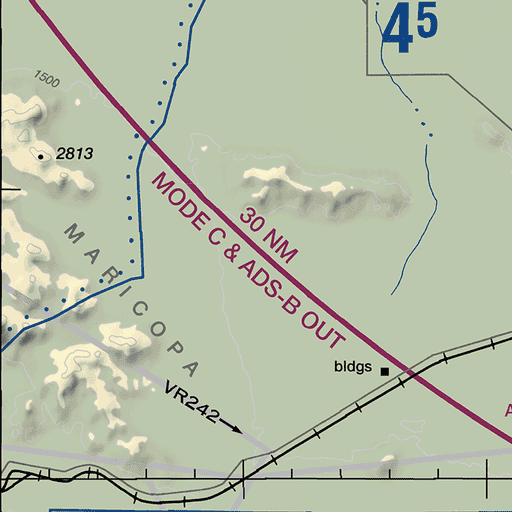 4⁵
1500
2813
30 NM
MODE C & ADS-B OUT
MARICOPA
bldgs
VR242
A